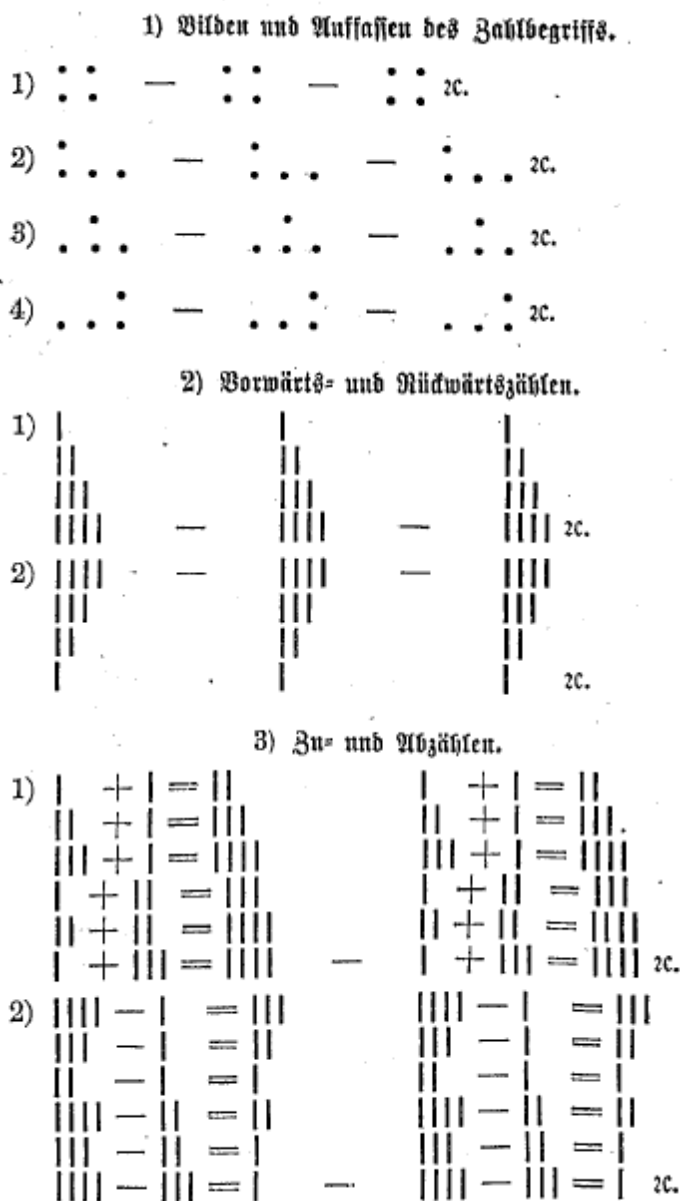 1) Bilden und Auffassen des Zahlbegriffs.
1) :: — :: — :: ꝛc.
2) — — ꝛc.
3) — — ꝛc.
4) — — ꝛc.
2) Vorwärts= und Rückwärtszählen.
1) | | |
|| || ||
||| ||| |||
|||| — |||| — |||| ꝛc.
2) |||| — |||| — ||||
||| ||| |||
|| || ||
| | | ꝛc.
3) Zu= und Abzählen.
1) | + | = || | + | = ||
|| + | = ||| || + | = |||
||| + | = |||| ||| + | = ||||
| + || = ||| | + || = |||
|| + || = |||| || + || = ||||
| + ||| = |||| — | + ||| = |||| ꝛc.
2) |||| — | = ||| |||| — | = |||
||| — | = || ||| — | = ||
|| — | = | || — | = |
|||| — || = || |||| — || = ||
||| — || = | ||| — || = |
|||| — ||| = | — |||| — ||| = | ꝛc.